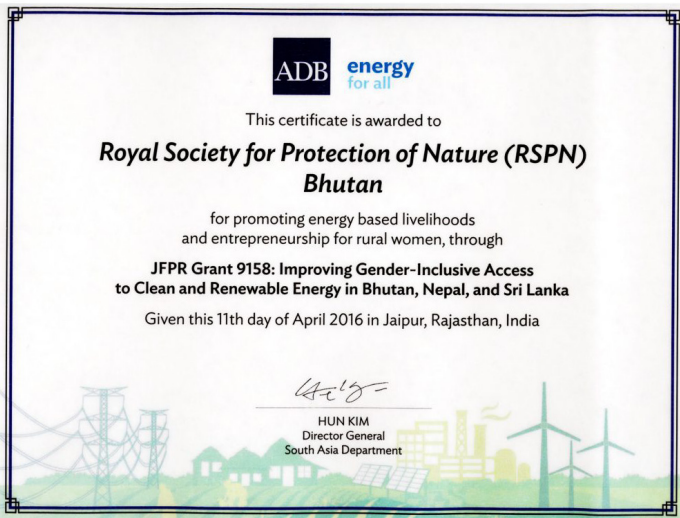 ADB
energy
for all
This certificate is awarded to
Royal Society for Protection of Nature (RSPN)
Bhutan
for promoting energy based livelihoods
and entrepreneurship for rural women, through
JFPR Grant 9158: Improving Gender-Inclusive Access
to Clean and Renewable Energy in Bhutan, Nepal, and Sri Lanka
Given this 11th day of April 2016 in Jaipur, Rajasthan, India
HUN KIM
Director General
South Asia Department